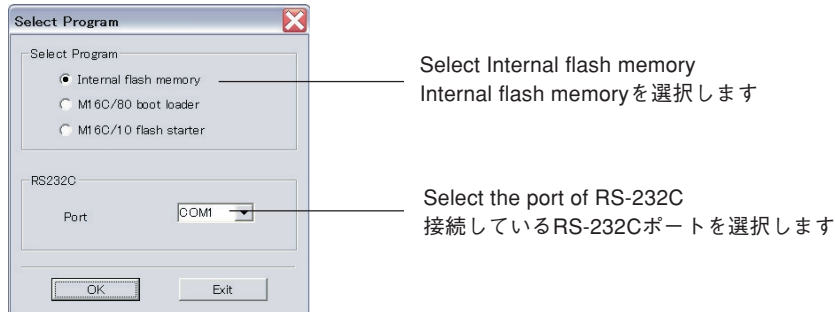 Select Program
Select Program
Internal flash memory
M16C/80 boot loader
M16C/10 flash starter
RS232C
Port
COM1
OK
Exit
Select Internal flash memory
Internal flash memoryを選択します
Select the port of RS-232C
接続しているRS-232Cポートを選択します